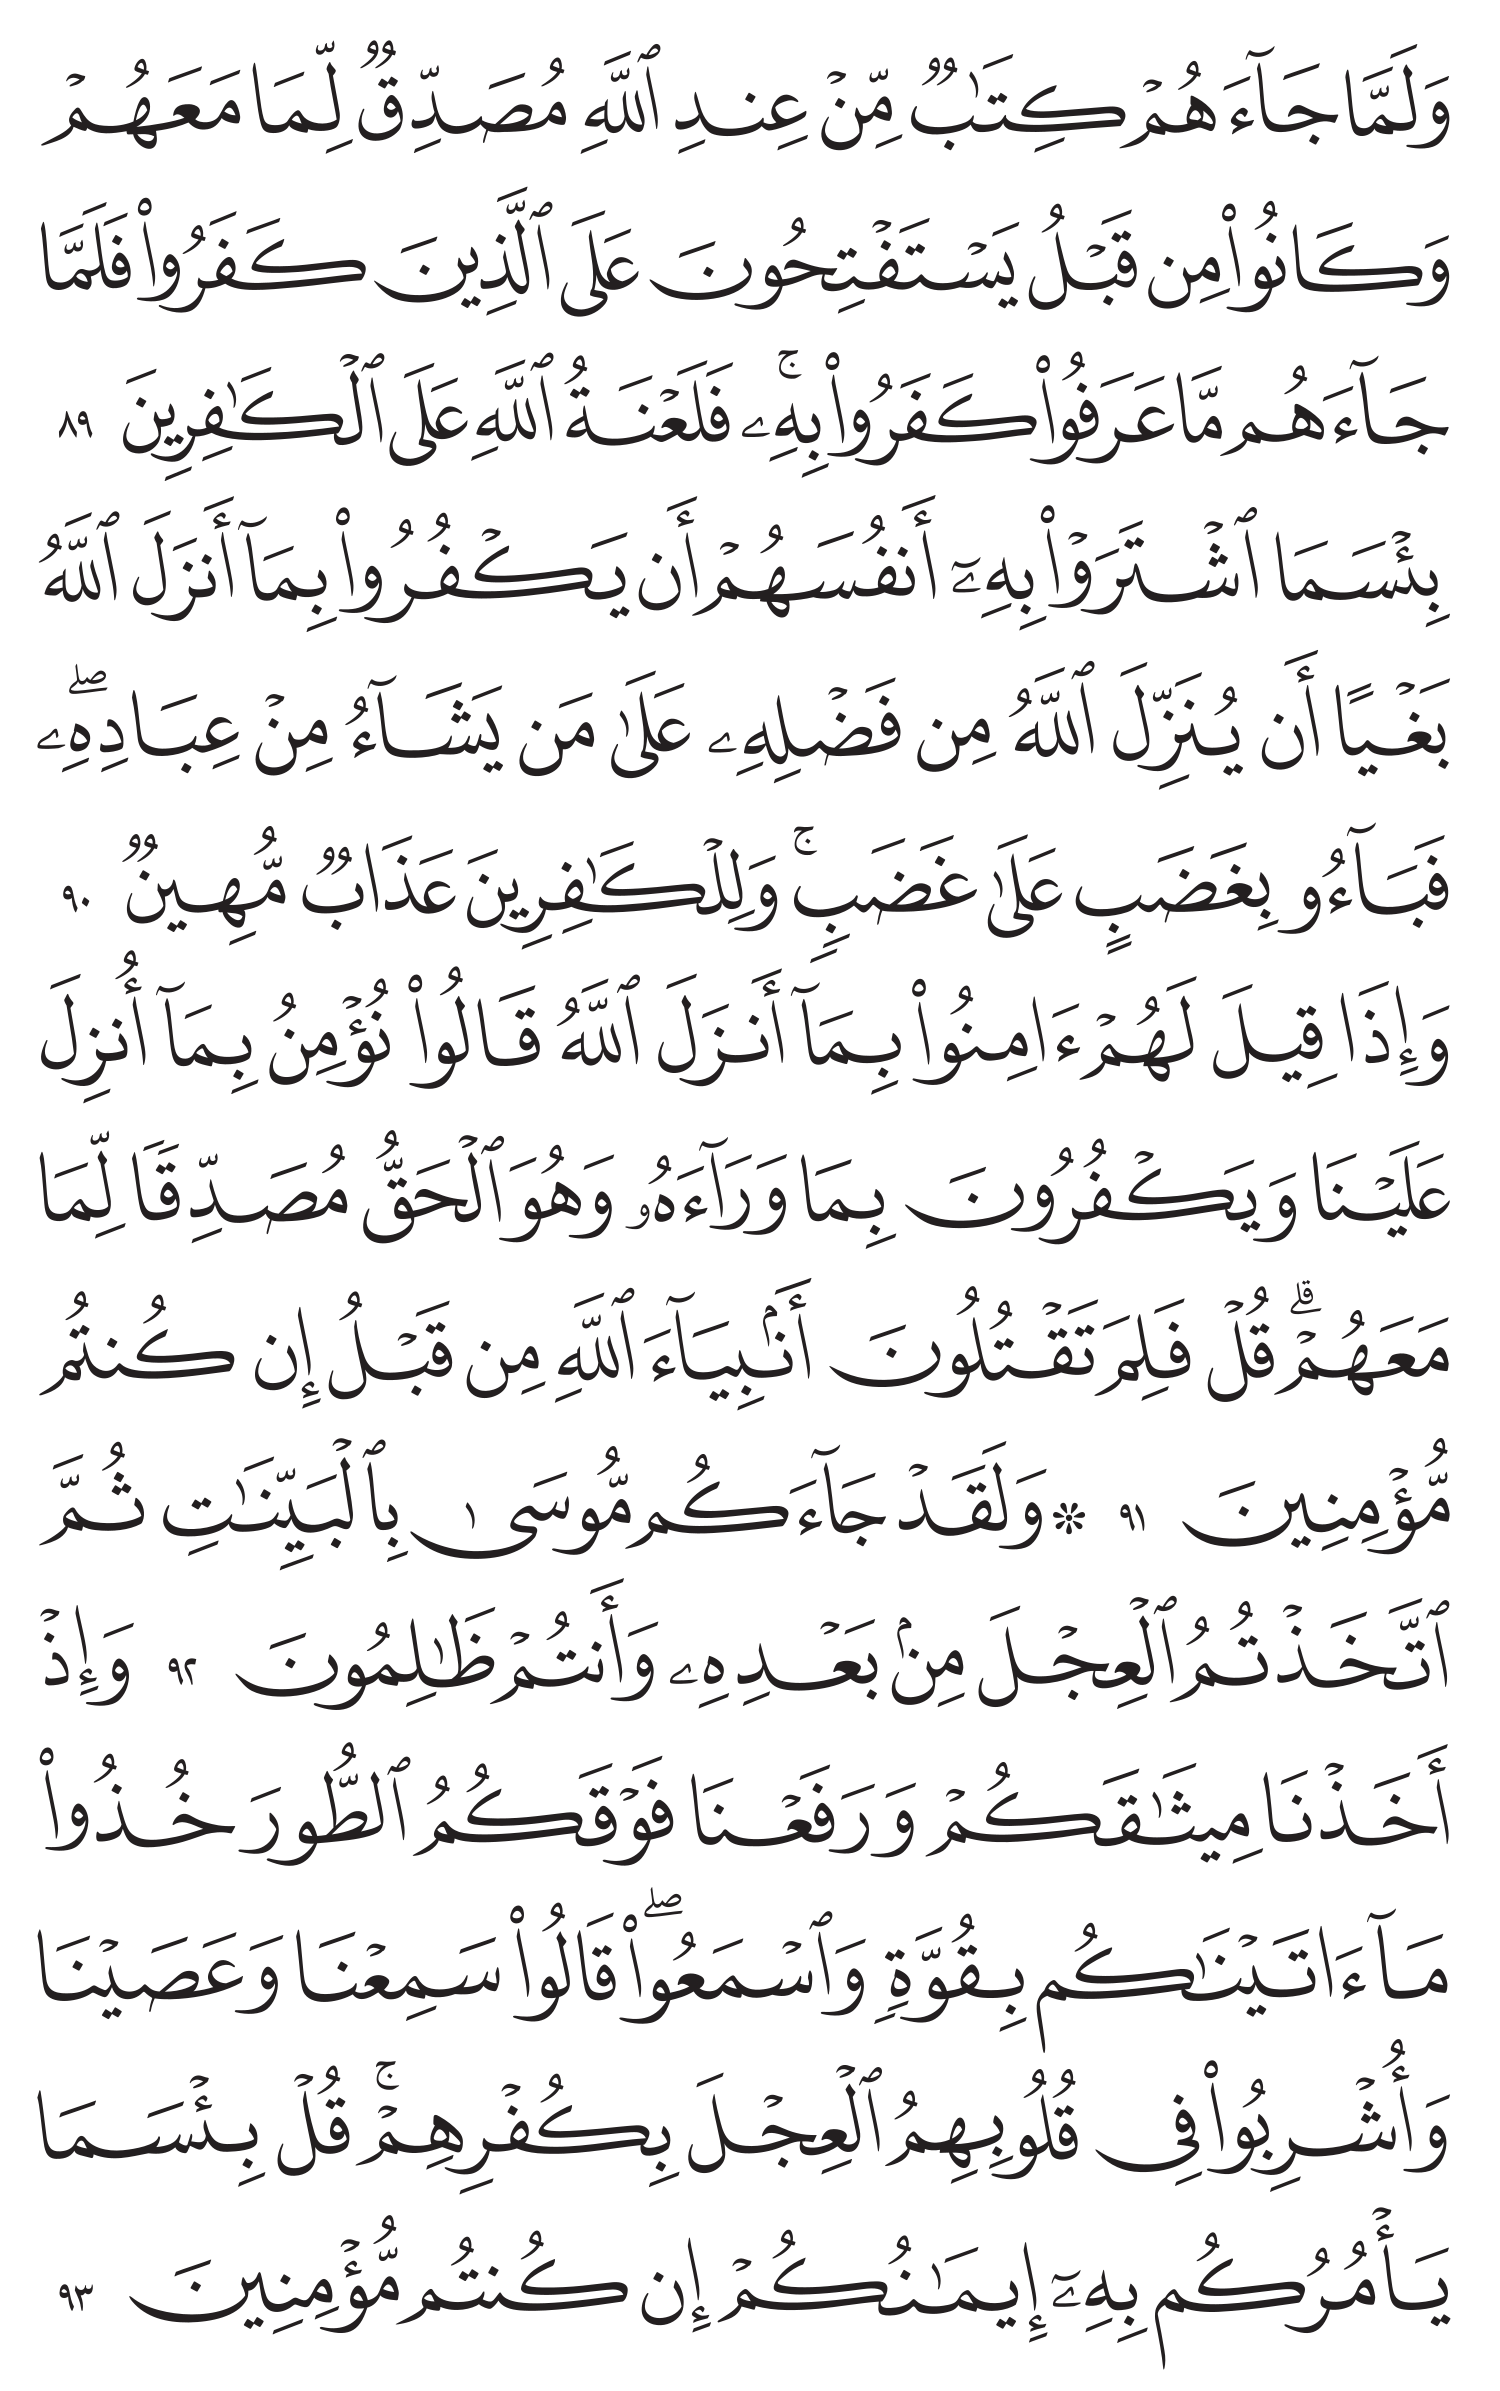 وَلَمَّا جَآءَهُمۡ كِتَٰبٞ مِّنۡ عِندِ ٱللَّهِ مُصَدِّقٞ لِّمَا مَعَهُمۡ
وَكَانُواْ مِن قَبۡلُ يَسۡتَفۡتِحُونَ عَلَى ٱلَّذِينَ كَفَرُواْ فَلَمَّا
جَآءَهُم مَّا عَرَفُواْ كَفَرُواْ بِهِۦۚ فَلَعۡنَةُ ٱللَّهِ عَلَى ٱلۡكَٰفِرِينَ ٨٩
بِئۡسَمَا ٱشۡتَرَوۡاْ بِهِۦٓ أَنفُسَهُمۡ أَن يَكۡفُرُواْ بِمَآ أَنزَلَ ٱللَّهُ
بَغۡيًا أَن يُنَزِّلَ ٱللَّهُ مِن فَضۡلِهِۦ عَلَىٰ مَن يَشَآءُ مِنۡ عِبَادِهِۦۖ
فَبَآءُو بِغَضَبٍ عَلَىٰ غَضَبٖۚ وَلِلۡكَٰفِرِينَ عَذَابٞ مُّهِينٞ ٩٠
وَإِذَا قِيلَ لَهُمۡ ءَامِنُواْ بِمَآ أَنزَلَ ٱللَّهُ قَالُواْ نُؤۡمِنُ بِمَآ أُنزِلَ
عَلَيۡنَا وَيَكۡفُرُونَ بِمَا وَرَآءَهُۥ وَهُوَ ٱلۡحَقُّ مُصَدِّقٗا لِّمَا
مَعَهُمۡۗ قُلۡ فَلِمَ تَقۡتُلُونَ أَنۢبِيَآءَ ٱللَّهِ مِن قَبۡلُ إِن كُنتُم
مُّؤۡمِنِينَ ٩١ ۞وَلَقَدۡ جَآءَكُم مُّوسَىٰ بِٱلۡبَيِّنَٰتِ ثُمَّ
ٱتَّخَذۡتُمُ ٱلۡعِجۡلَ مِنۢ بَعۡدِهِۦ وَأَنتُمۡ ظَٰلِمُونَ ٩٢ وَإِذۡ
أَخَذۡنَا مِيثَٰقَكُمۡ وَرَفَعۡنَا فَوۡقَكُمُ ٱلطُّورَ خُذُواْ
مَآ ءَاتَيۡنَٰكُم بِقُوَّةٖ وَٱسۡمَعُواْۖ قَالُواْ سَمِعۡنَا وَعَصَيۡنَا
وَأُشۡرِبُواْ فِي قُلُوبِهِمُ ٱلۡعِجۡلَ بِكُفۡرِهِمۡۚ قُلۡ بِئۡسَمَا
يَأۡمُرُكُم بِهِۦٓ إِيمَٰنُكُمۡ إِن كُنتُم مُّؤۡمِنِينَ ٩٣